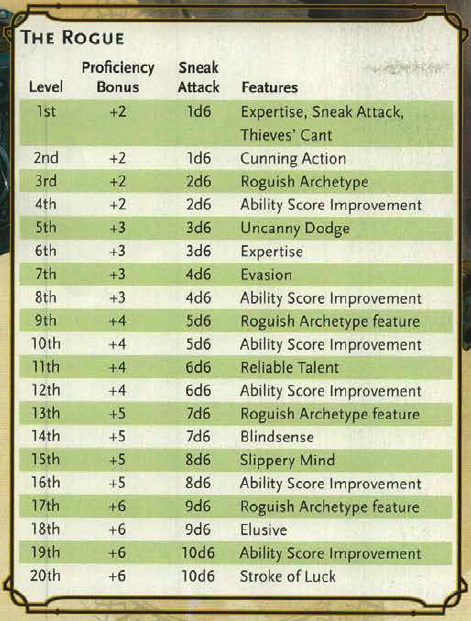 THE ROGUE
Proficiency Sneak
Level Bonus Attack Features
1st +2 1d6 Expertise, Sneak Attack,
Thieves' Cant
2nd +2 1d6 Cunning Action
3rd +2 2d6 Roguish Archetype
4th +2 2d6 Ability Score Improvement
5th +3 3d6 Uncanny Dodge
6th +3 3d6 Expertise
7th +3 4d6 Evasion
8th +3 4d6 Ability Score Improvement
9th +4 5d6 Roguish Archetype feature
10th +4 5d6 Ability Score Improvement
11th +4 6d6 Reliable Talent
12th +4 6d6 Ability Score Improvement
13th +5 7d6 Roguish Archetype feature
14th +5 7d6 Blindsense
15th +5 8d6 Slippery Mind
16th +5 8d6 Ability Score Improvement
17th +6 9d6 Roguish Archetype feature
18th +6 9d6 Elusive
19th +6 10d6 Ability Score Improvement
20th +6 10d6 Stroke of Luck